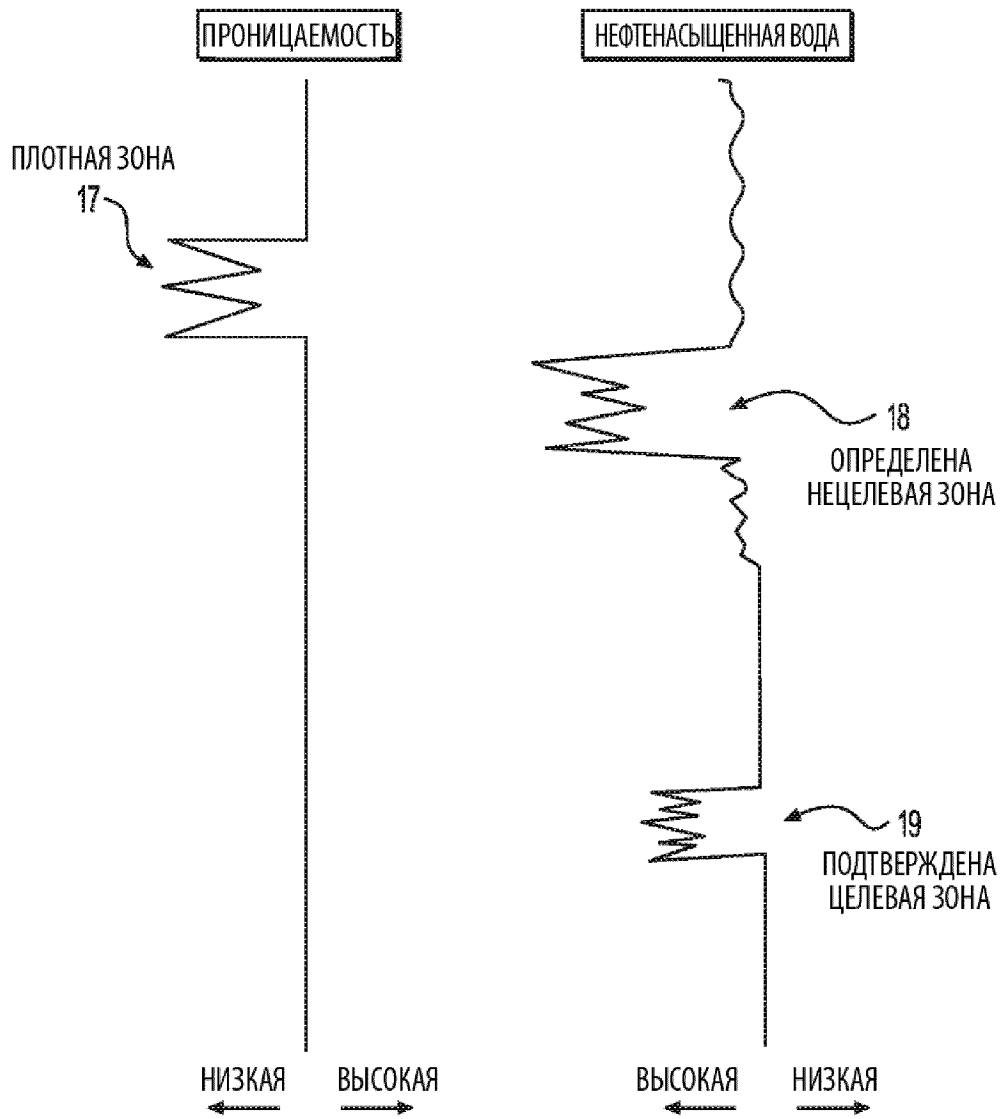 ПРОНИЦАЕМОСТЬ
НЕФТЕНАСЫЩЕННАЯ ВОДА
ПЛОТНАЯ ЗОНА
17
18
ОПРЕДЕЛЕНА
НЕЦЕЛЕВАЯ ЗОНА
19
ПОДТВЕРЖДЕНА
ЦЕЛЕВАЯ ЗОНА
НИЗКАЯ ВЫСОКАЯ
ВЫСОКАЯ НИЗКАЯ